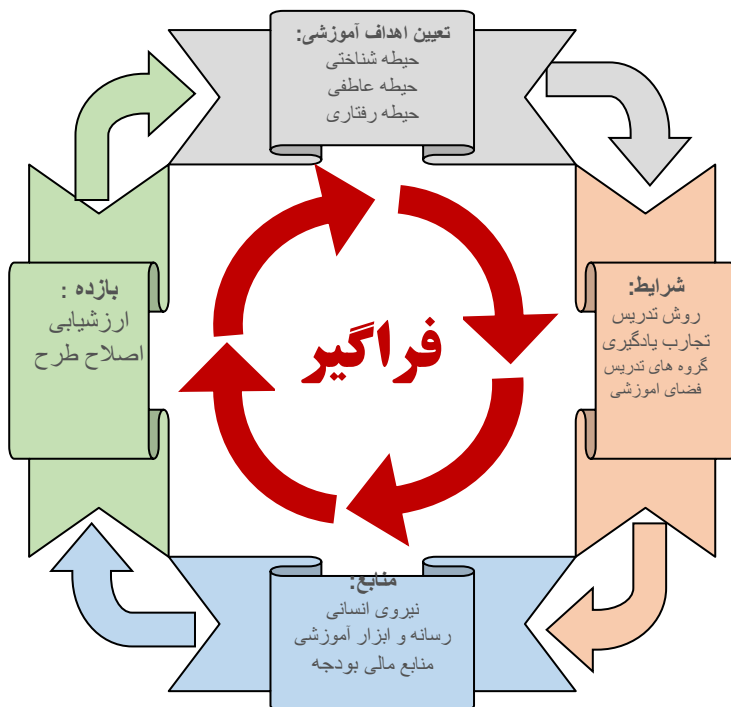 تعیین اهداف آموزشی:
حیطه شناختی
حیطه عاطفی
حیطه رفتاری
شرایط:
روش تدریس
تجارب یادگیری
گروه های تدریس
فضای اموزشی
منابع:
نیروی انسانی
رسانه و ابزار آموزشی
منابع مالی بودجه
بازده :
ارزشیابی
اصلاح طرح
فراگیر